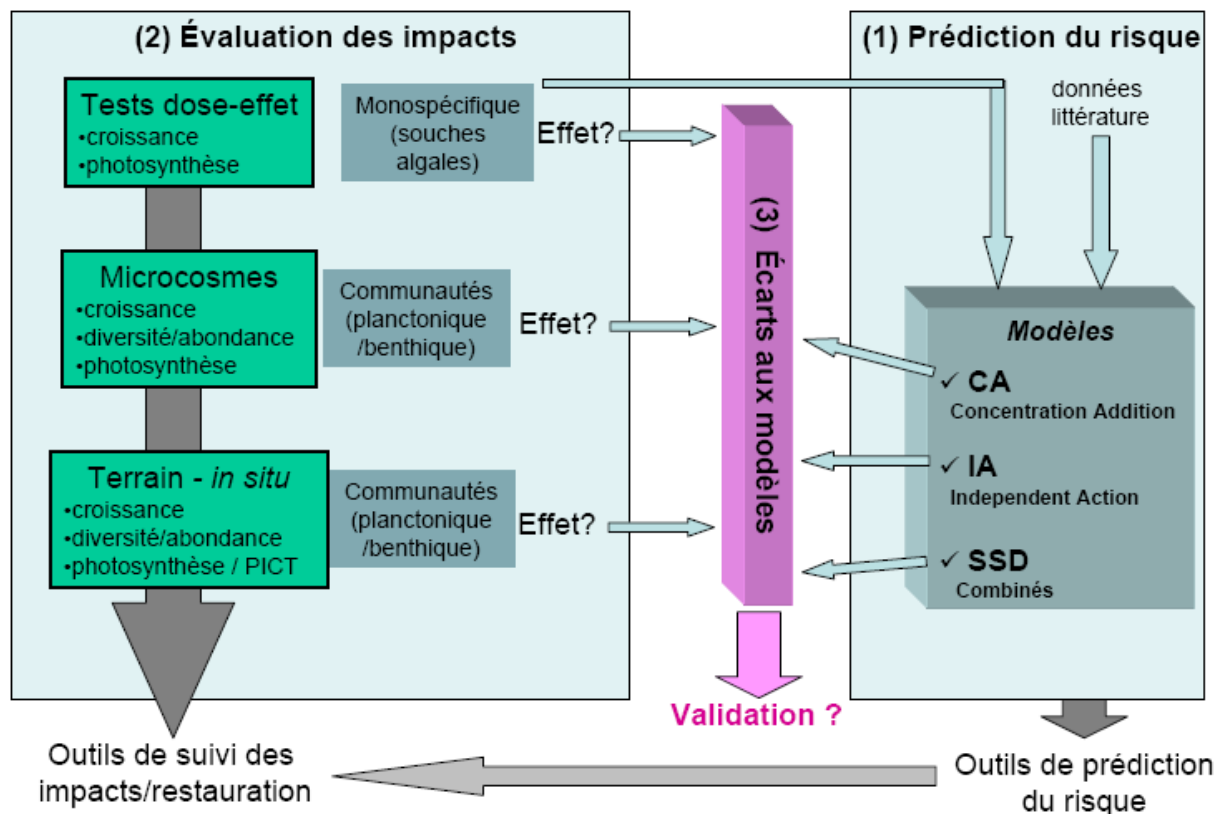 (2) Évaluation des impacts
Tests dose-effet
•croissance
•photosynthèse
Monospécifique
(souches
algales)
Effet?
Microcosmes
•croissance
•diversité/abondance
•photosynthèse
Communautés
(planctonique
/benthique)
Effet?
Terrain - in situ
•croissance
•diversité/abondance
•photosynthèse / PICT
Communautés
(planctonique
/benthique)
Effet?
(3) Écarts aux modèles
Validation ?
(1) Prédiction du risque
données
littérature
Modèles
✓ CA
Concentration Addition
✓ IA
Independent Action
✓ SSD
Combinés
Outils de suivi des
impacts/restauration
Outils de prédiction
du risque